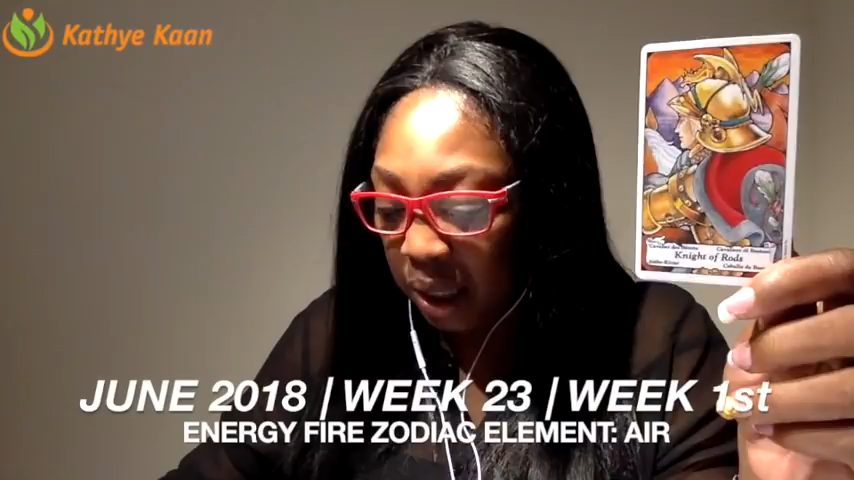 Kathye Kaan
Knight of Rods
JUNE 2018 | WEEK 23 | WEEK 1st
ENERGY FIRE ZODIAC ELEMENT: AIR